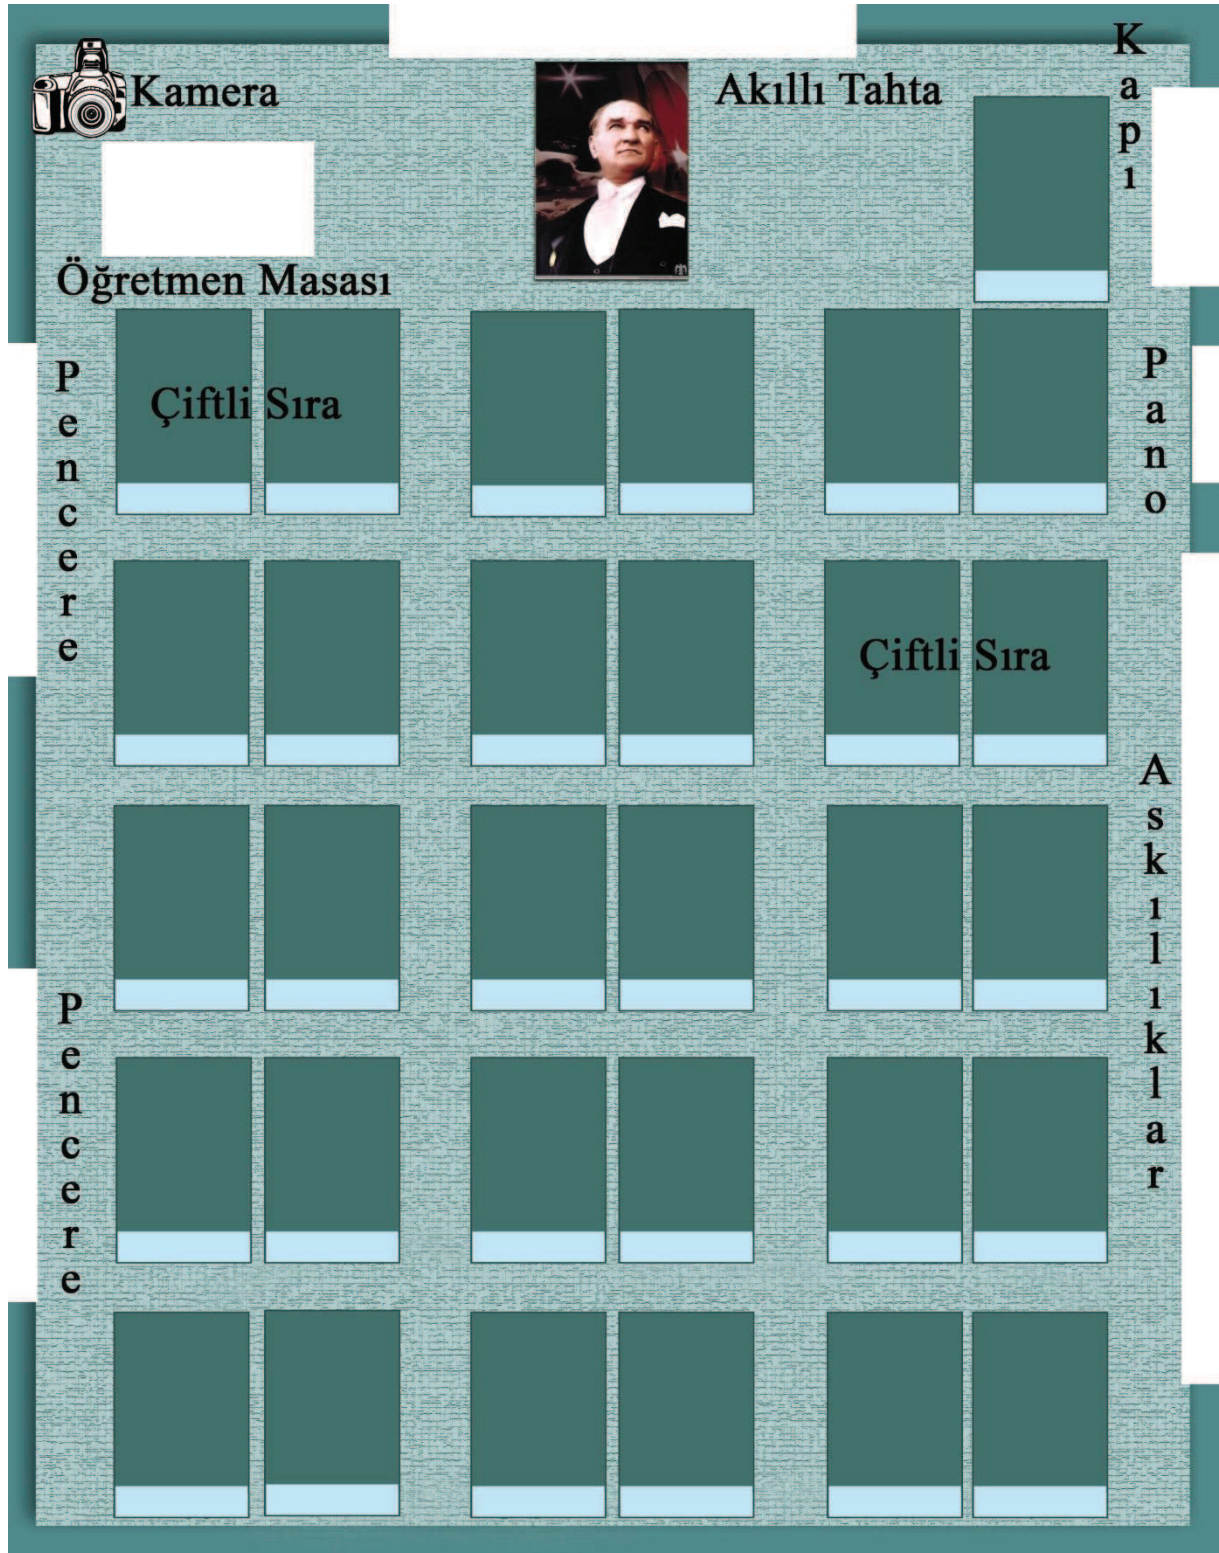 Kamera
Akıllı Tahta
Kapı
Öğretmen Masası
Pencere
Çiftli Sıra
Pano
Çiftli Sıra
Askılıklar
Pencere